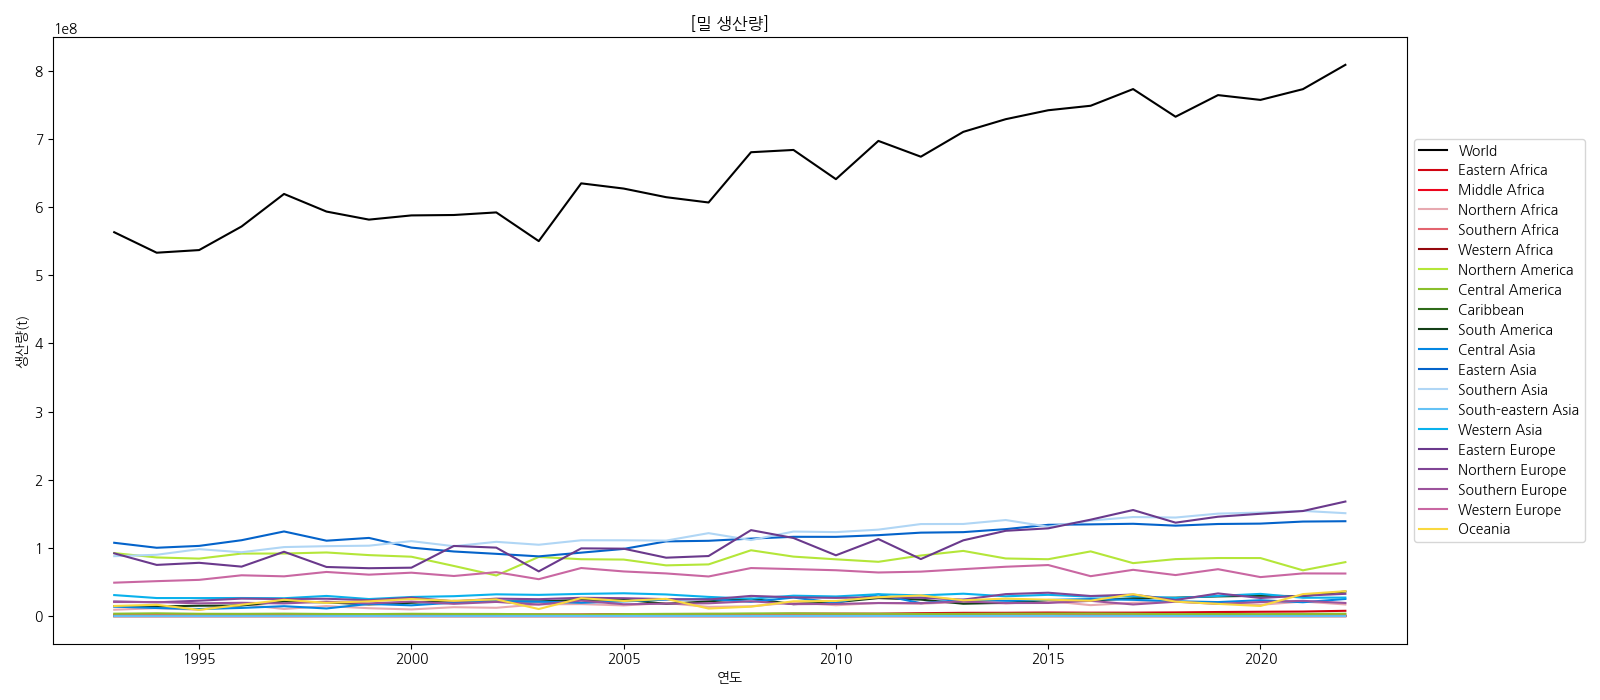 [밀 생산량]
1e8
8
7
6
5
4
3
2
1
0
생산량(t)
1995
2000
2005
2010
2015
2020
연도
World
Eastern Africa
Middle Africa
Northern Africa
Southern Africa
Western Africa
Northern America
Central America
Caribbean
South America
Central Asia
Eastern Asia
Southern Asia
South-eastern Asia
Western Asia
Eastern Europe
Northern Europe
Southern Europe
Western Europe
Oceania